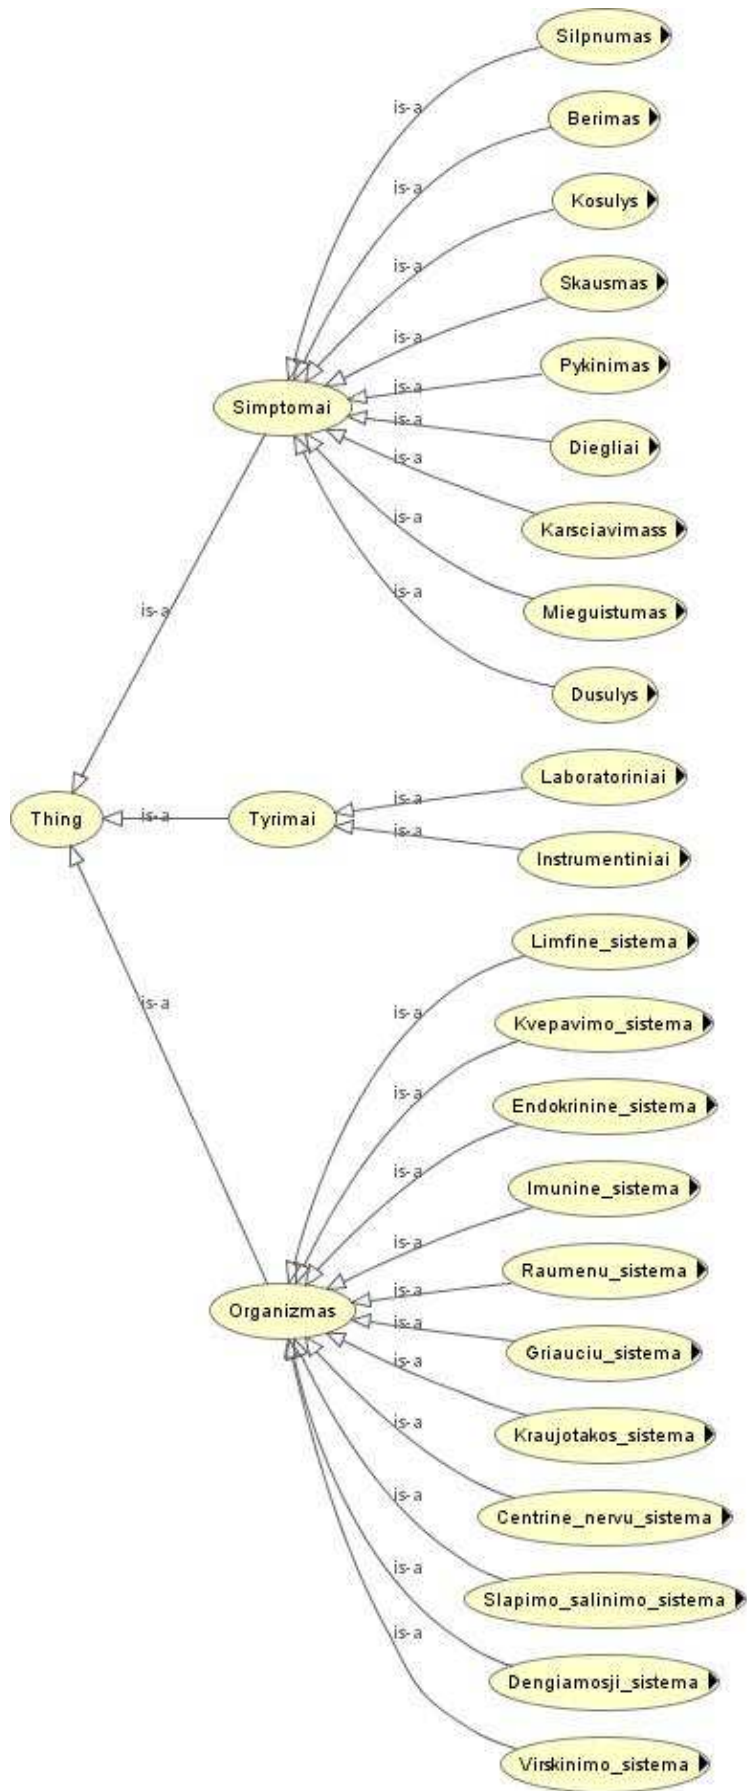 Silpnumas
is-a
Berimas
is-a
Kosulys
is-a
Skausmas
is-a
Pykinimas
is-a
Simptomai
is-a
Diegliai
is-a
Karsciavimass
is-a
Mieguistumas
is-a
Dusulys
is-a
Laboratoriniai
is-a
Thing
is-a
Tyrimai
is-a
Instrumentiniai
Limfine_sistema
is-a
is-a
Kvepavimo_sistema
is-a
Endokrinine_sistema
is-a
Imunine_sistema
is-a
Raumenu_sistema
is-a
Organizmas
is-a
Griauciu_sistema
is-a
Kraujotakos_sistema
is-a
Centrine_nervu_sistema
is-a
Slapimo_salinimo_sistema
is-a
Dengiamosji_sistema
is-a
Virskinimo_sistema